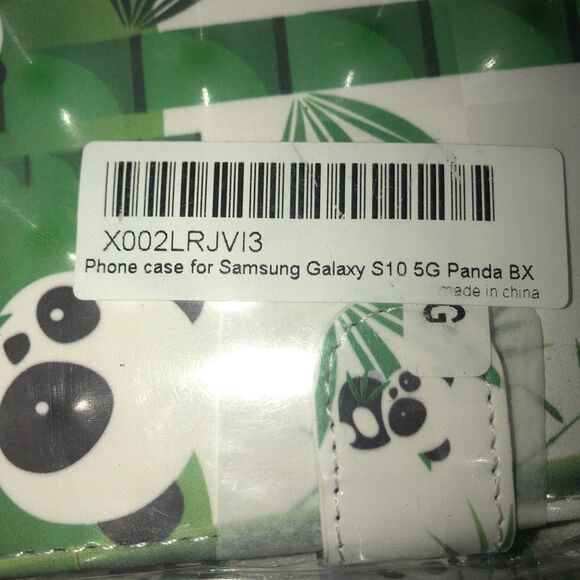 X002LRJVI3
Phone case for Samsung Galaxy S10 5G Panda BX
made in china
G